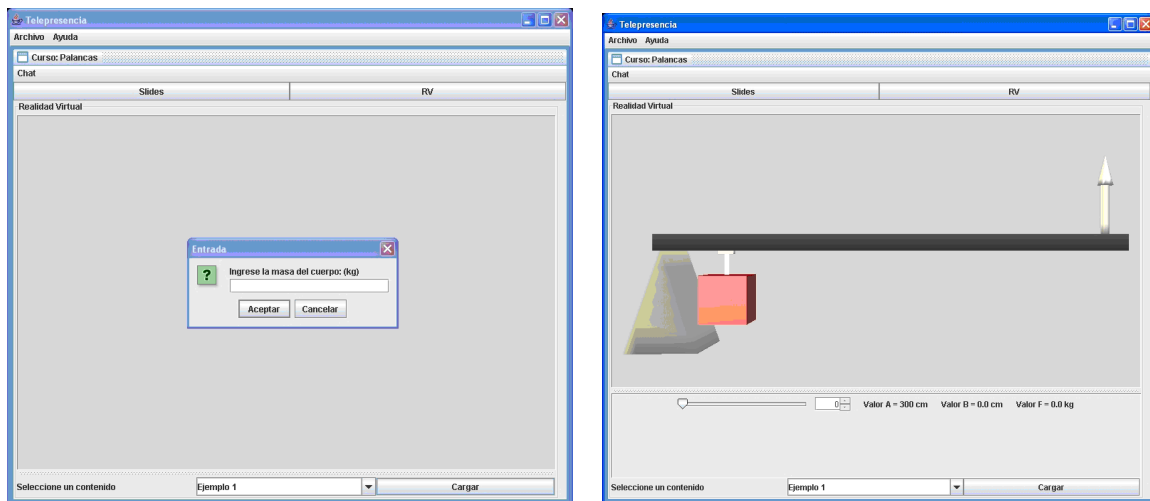 Telepresencia
Archivo Ayuda
Curso: Palancas
Chat
Slides RV
Realidad Virtual
Entrada
?
Ingrese la masa del cuerpo: (kg)
Aceptar Cancelar
Seleccione un contenido Ejemplo 1 Cargar
Telepresencia
Archivo Ayuda
Curso: Palancas
Chat
Slides RV
Realidad Virtual
0 Valor A = 300 cm Valor B = 0.0 cm Valor F = 0.0 kg
Seleccione un contenido Ejemplo 1 Cargar